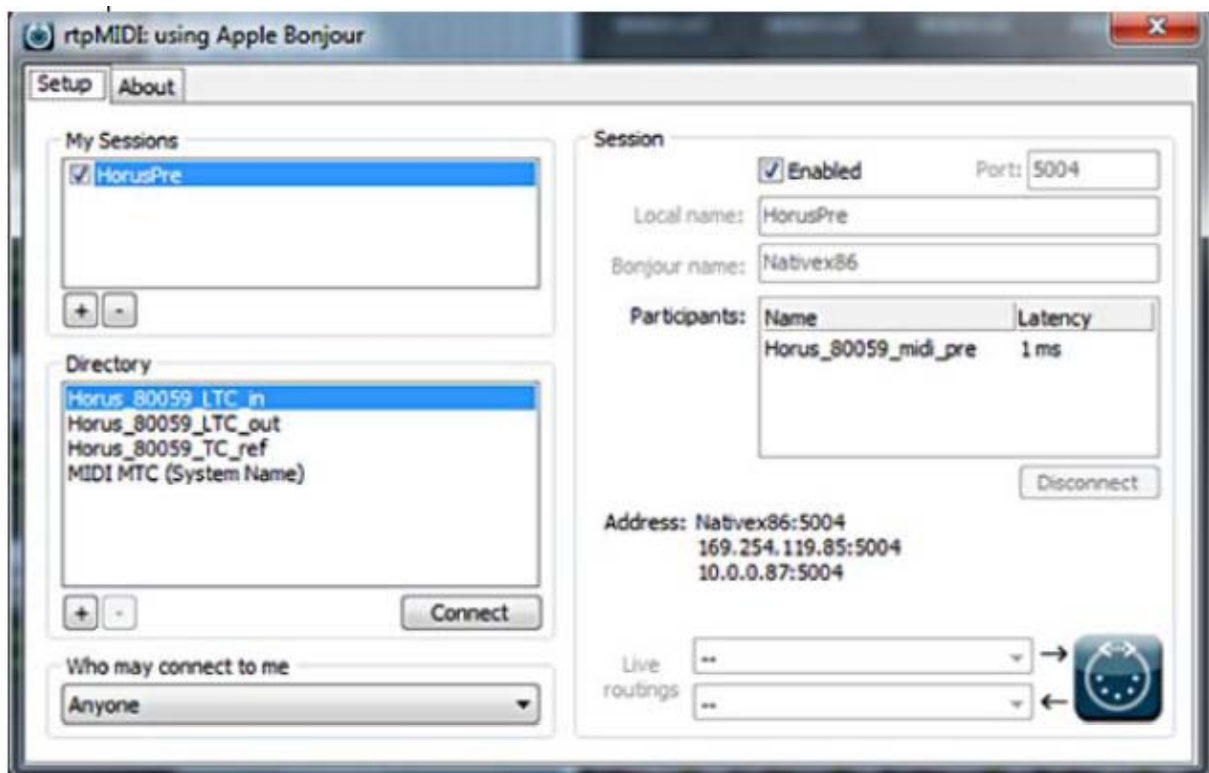 rtpMIDI: using Apple Bonjour
Setup
About
My Sessions
HorusPre
+ -
Directory
Horus_80059_LTC_in
Horus_80059_LTC_out
Horus_80059_TC_ref
MIDI MTC (System Name)
+ -
Connect
Who may connect to me
Anyone
Session
Enabled
Port: 5004
Local name: HorusPre
Bonjour name: Nativex86
Participants: Name Latency
Horus_80059_midi_pre 1 ms
Disconnect
Address: Nativex86:5004
169.254.119.85:5004
10.0.0.87:5004
Live
routings
--
--